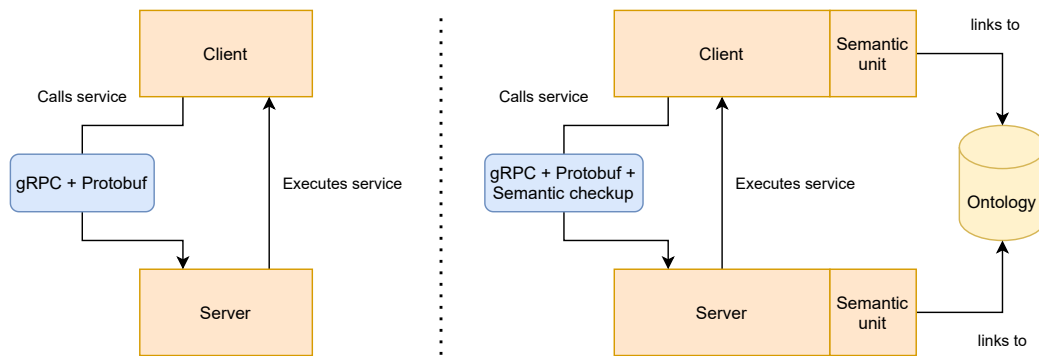 Client
Calls service
gRPC + Protobuf
Executes service
Server
Client
Semantic
unit
links to
Calls service
gRPC + Protobuf +
Semantic checkup
Executes service
Ontology
Server
Semantic
unit
links to